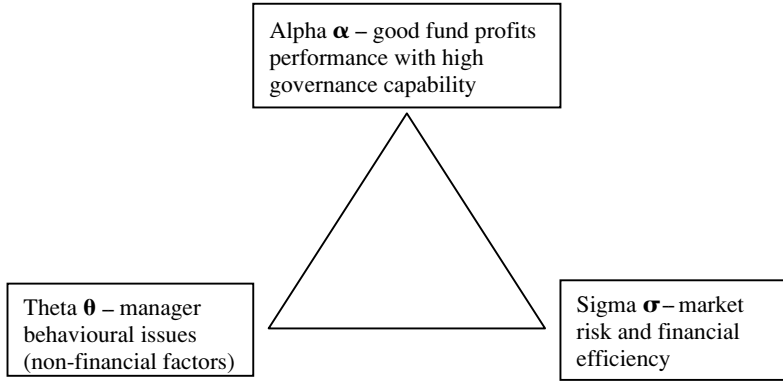 Alpha α – good fund profits
performance with high
governance capability
Theta θ – manager
behavioural issues
(non-financial factors)
Sigma σ – market
risk and financial
efficiency